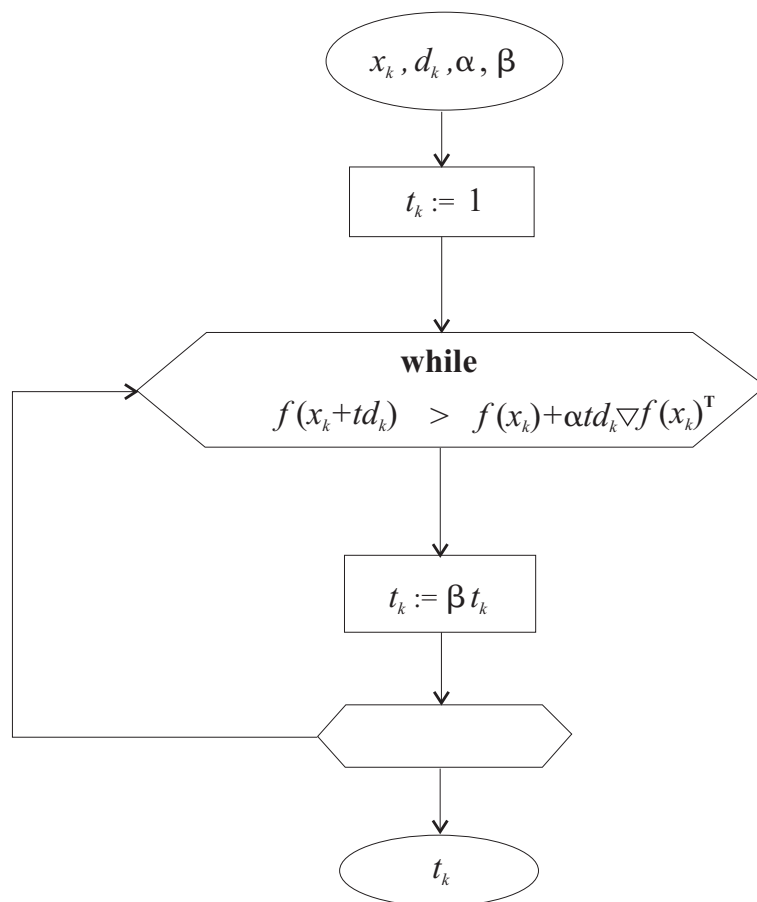 x_k , d_k , α , β
t_k := 1
while
f(x_k+td_k) > f(x_k)+αtd_k▽f(x_k)^T
t_k := β t_k
t_k